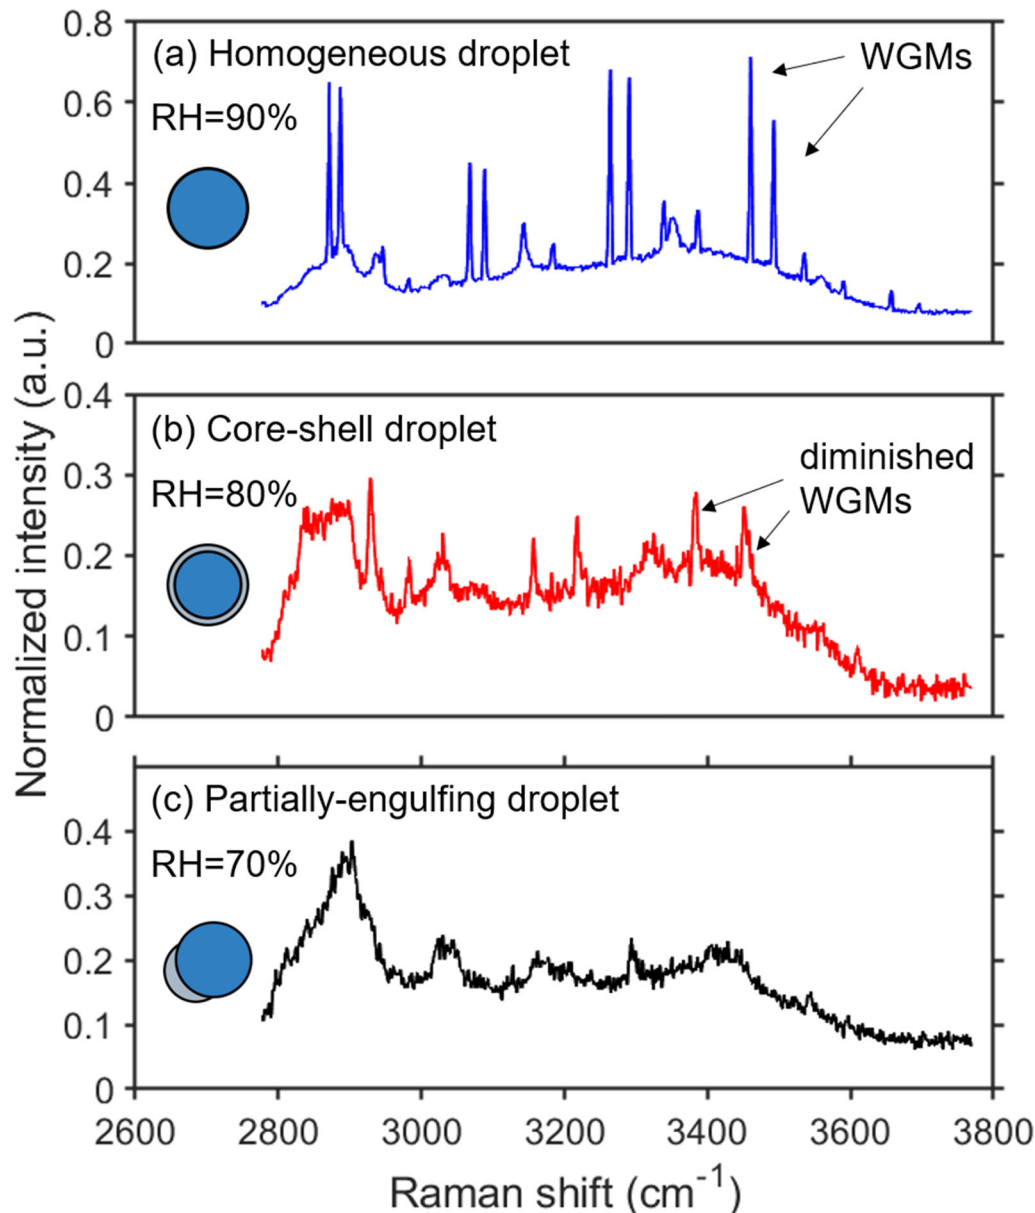 (a) Homogeneous droplet
RH=90%
WGMs
0.8
0.6
0.4
0.2
0
Normalized intensity (a.u.)
(b) Core-shell droplet
RH=80%
diminished
WGMs
0.4
0.3
0.2
0.1
0
(c) Partially-engulfing droplet
RH=70%
0.4
0.3
0.2
0.1
0
2600 2800 3000 3200 3400 3600 3800
Raman shift (cm⁻¹)